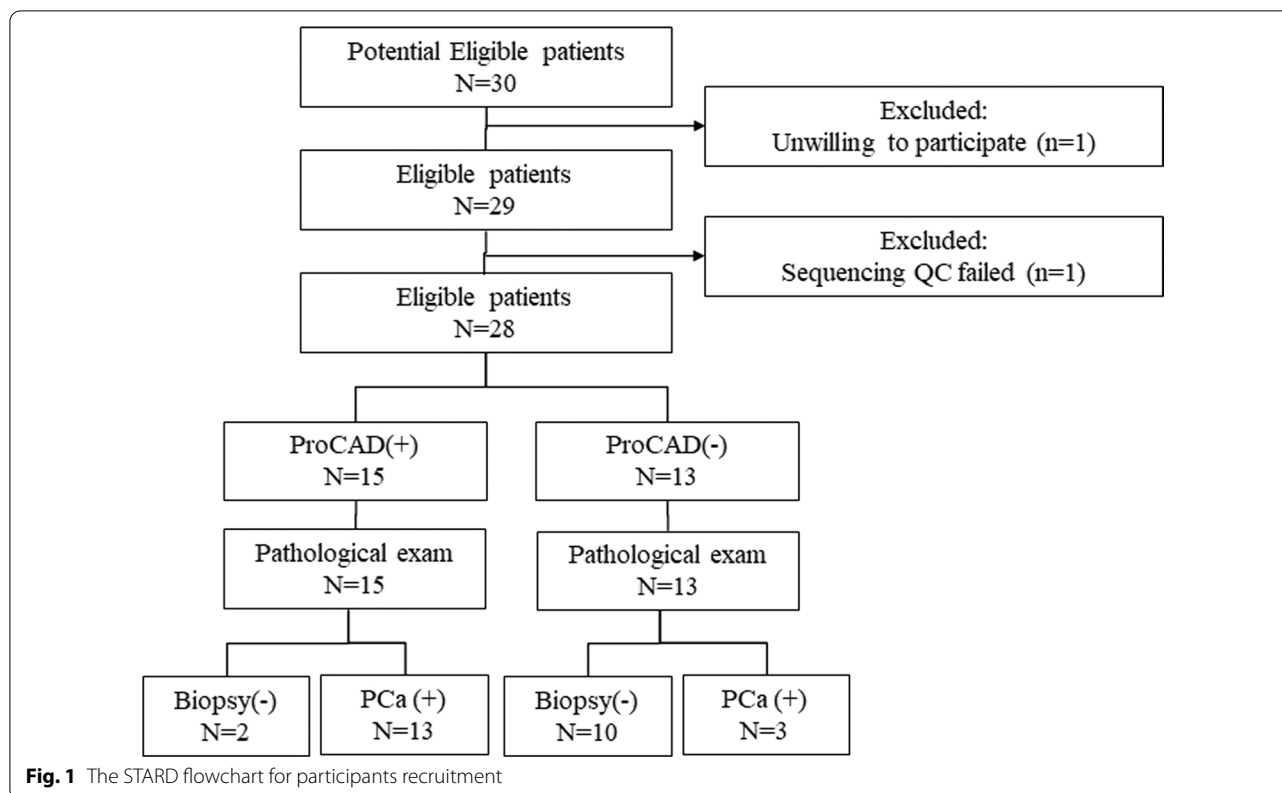 Potential Eligible patients
N=30
Excluded:
Unwilling to participate (n=1)
Eligible patients
N=29
Excluded:
Sequencing QC failed (n=1)
Eligible patients
N=28
ProCAD(+)
N=15
ProCAD(-)
N=13
Pathological exam
N=15
Pathological exam
N=13
Biopsy(-)
N=2
PCa (+)
N=13
Biopsy(-)
N=10
PCa (+)
N=3
Fig. 1 The STARD flowchart for participants recruitment